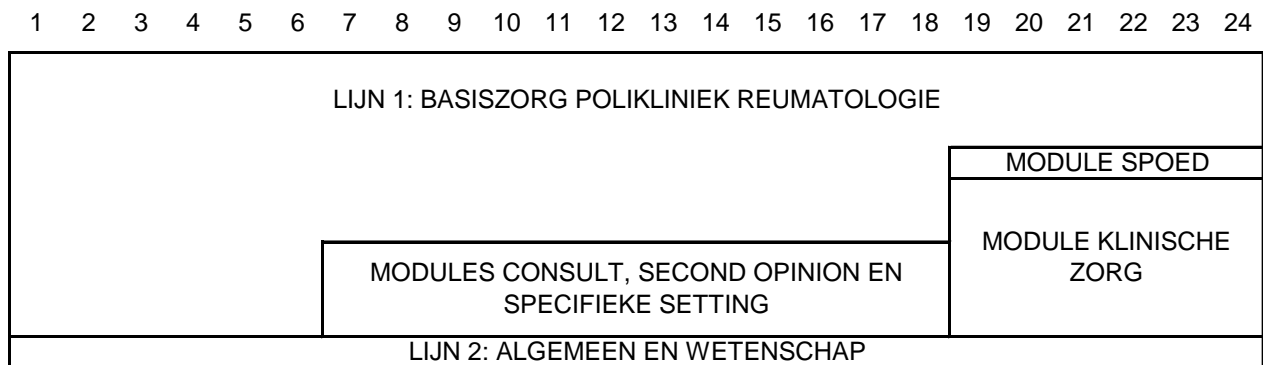 1 2 3 4 5 6 7 8 9 10 11 12 13 14 15 16 17 18 19 20 21 22 23 24
LIJN 1: BASISZORG POLIKLINIEK REUMATOLOGIE
MODULE SPOED
MODULE KLINISCHE
ZORG
MODULES CONSULT, SECOND OPINION EN
SPECIFIEKE SETTING
LIJN 2: ALGEMEEN EN WETENSCHAP